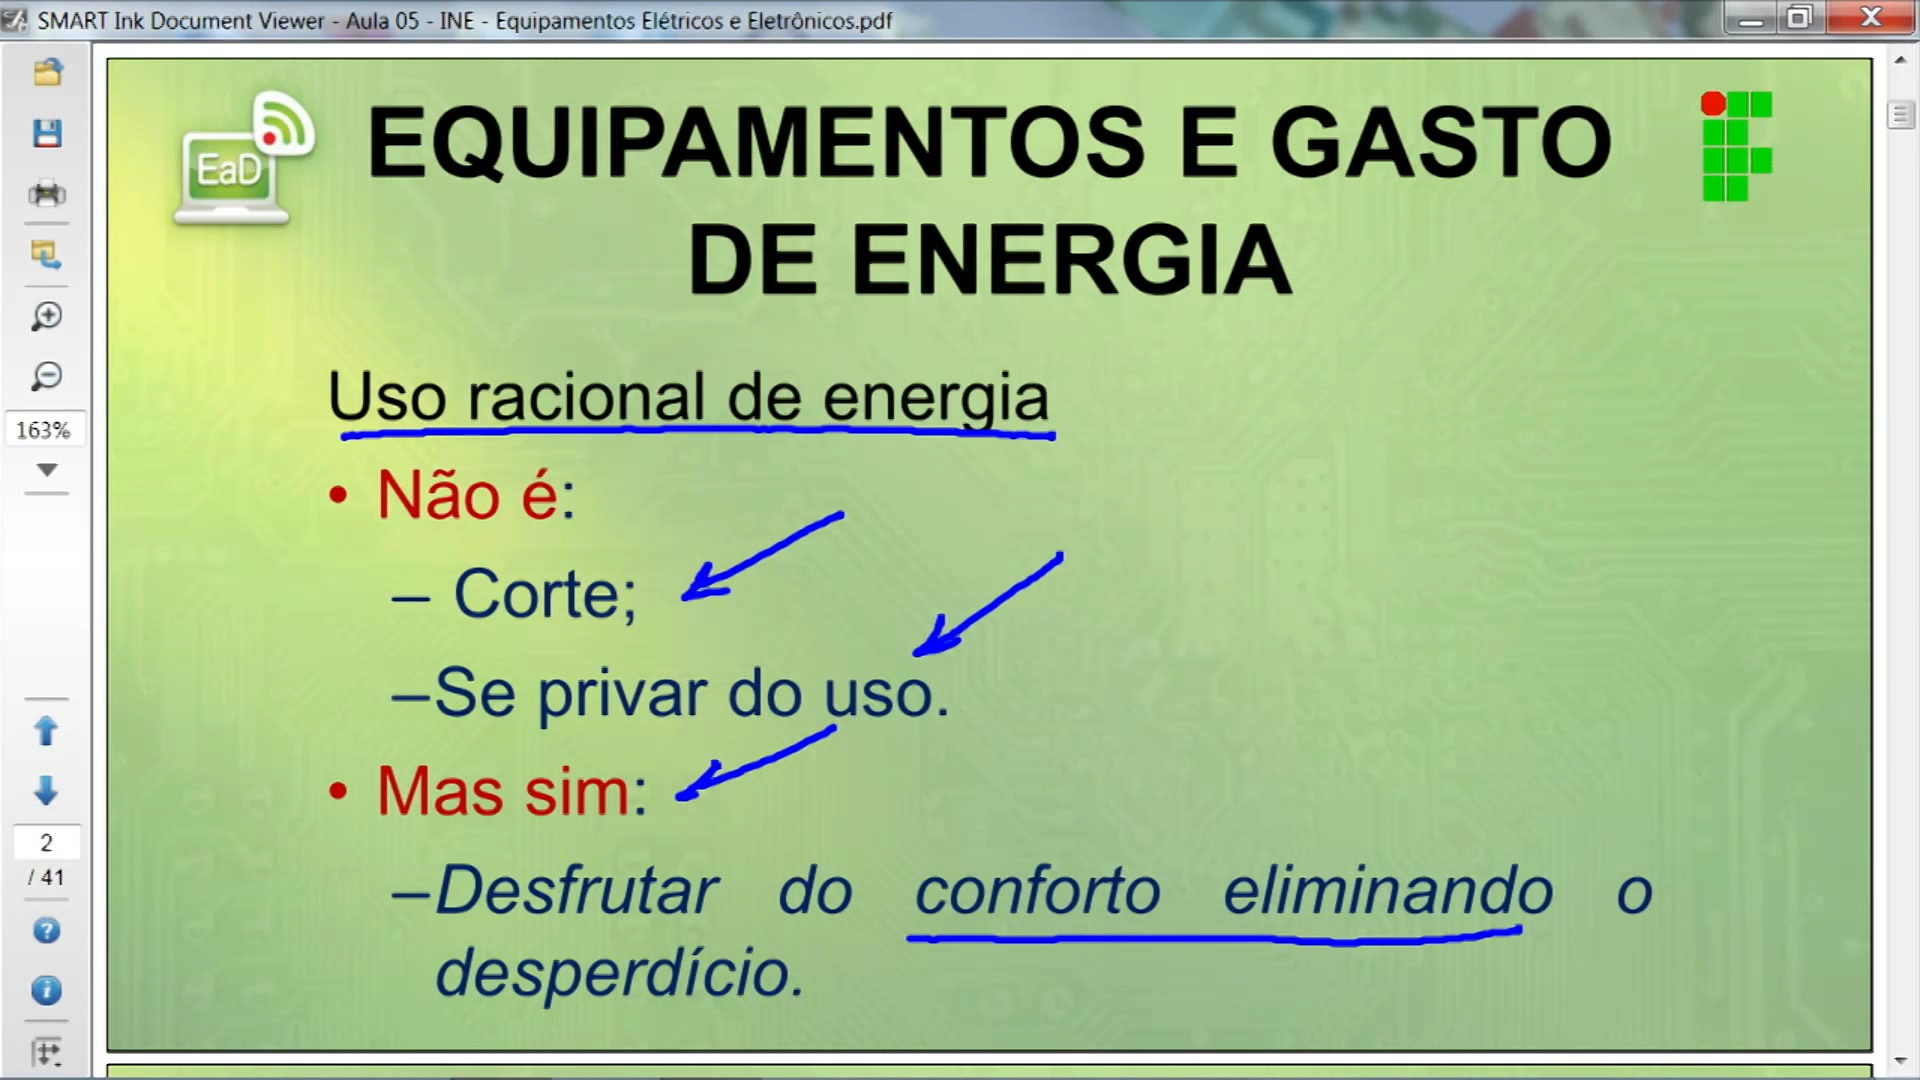 SMART Ink Document Viewer - Aula 05 - INE - Equipamentos Elétricos e Eletrônicos.pdf
EaD
EQUIPAMENTOS E GASTO
DE ENERGIA
Uso racional de energia
163%
• Não é:
– Corte;
–Se privar do uso.
• Mas sim:
2
/ 41
–Desfrutar do conforto eliminando o
desperdício.